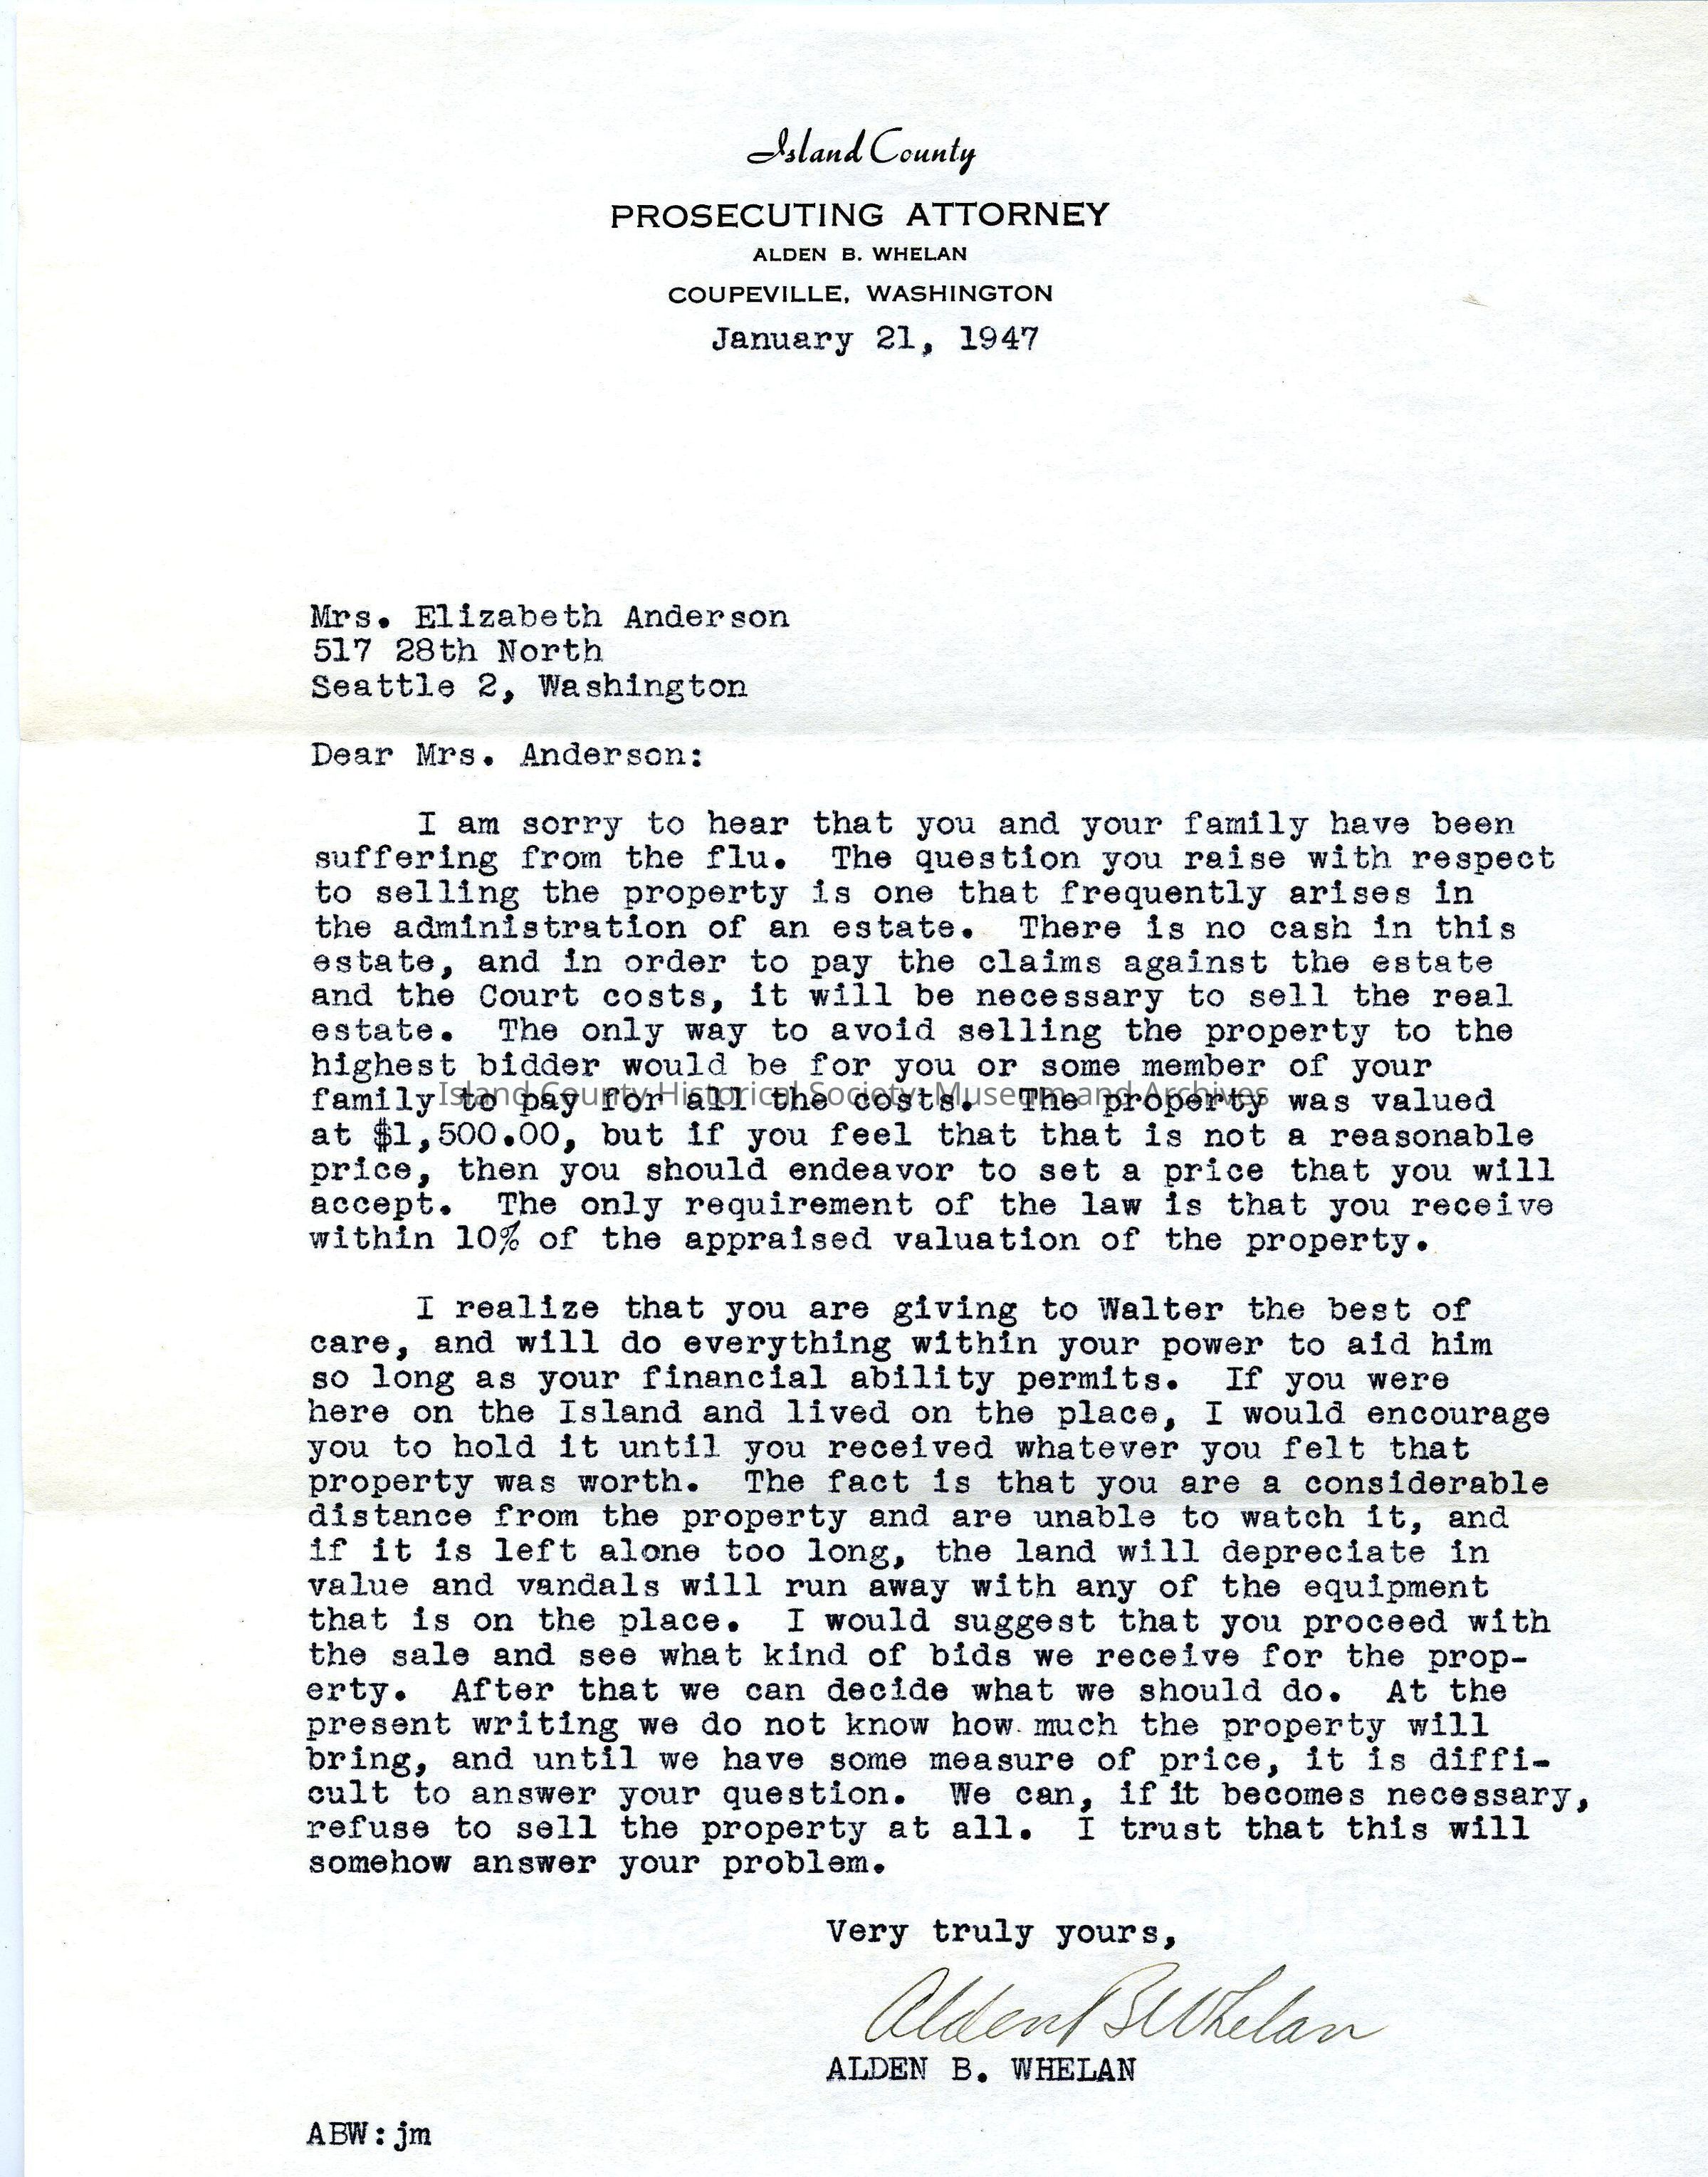 Island County
PROSECUTING ATTORNEY
ALDEN B. WHELAN
COUPEVILLE, WASHINGTON
January 21, 1947
Mrs. Elizabeth Anderson
517 28th North
Seattle 2, Washington
Dear Mrs. Anderson:
I am sorry to hear that you and your family have been
suffering from the flu. The question you raise with respect
to selling the property is one that frequently arises in
the administration of an estate. There is no cash in this
estate, and in order to pay the claims against the estate
and the Court costs, it will be necessary to sell the real
estate. The only way to avoid selling the property to the
highest bidder would be for you or some member of your
family to pay for all the costs. The property was valued
Island County Historical Society: Museum and Archives
at $1,500.00, but if you feel that that is not a reasonable
price, then you should endeavor to set a price that you will
accept. The only requirement of the law is that you receive
within 10% of the appraised valuation of the property.
I realize that you are giving to Walter the best of
care, and will do everything within your power to aid him
so long as your financial ability permits. If you were
here on the Island and lived on the place, I would encourage
you to hold it until you received whatever you felt that
property was worth. The fact is that you are a considerable
distance from the property and are unable to watch it, and
if it is left alone too long, the land will depreciate in
value and vandals will run away with any of the equipment
that is on the place. I would suggest that you proceed with
the sale and see what kind of bids we receive for the prop-
erty. After that we can decide what we should do. At the
present writing we do not know how much the property will
bring, and until we have some measure of price, it is diffi-
cult to answer your question. We can, if it becomes necessary,
refuse to sell the property at all. I trust that this will
somehow answer your problem.
Very truly yours,
Alden B Whelan
ALDEN B. WHELAN
ABW:jm